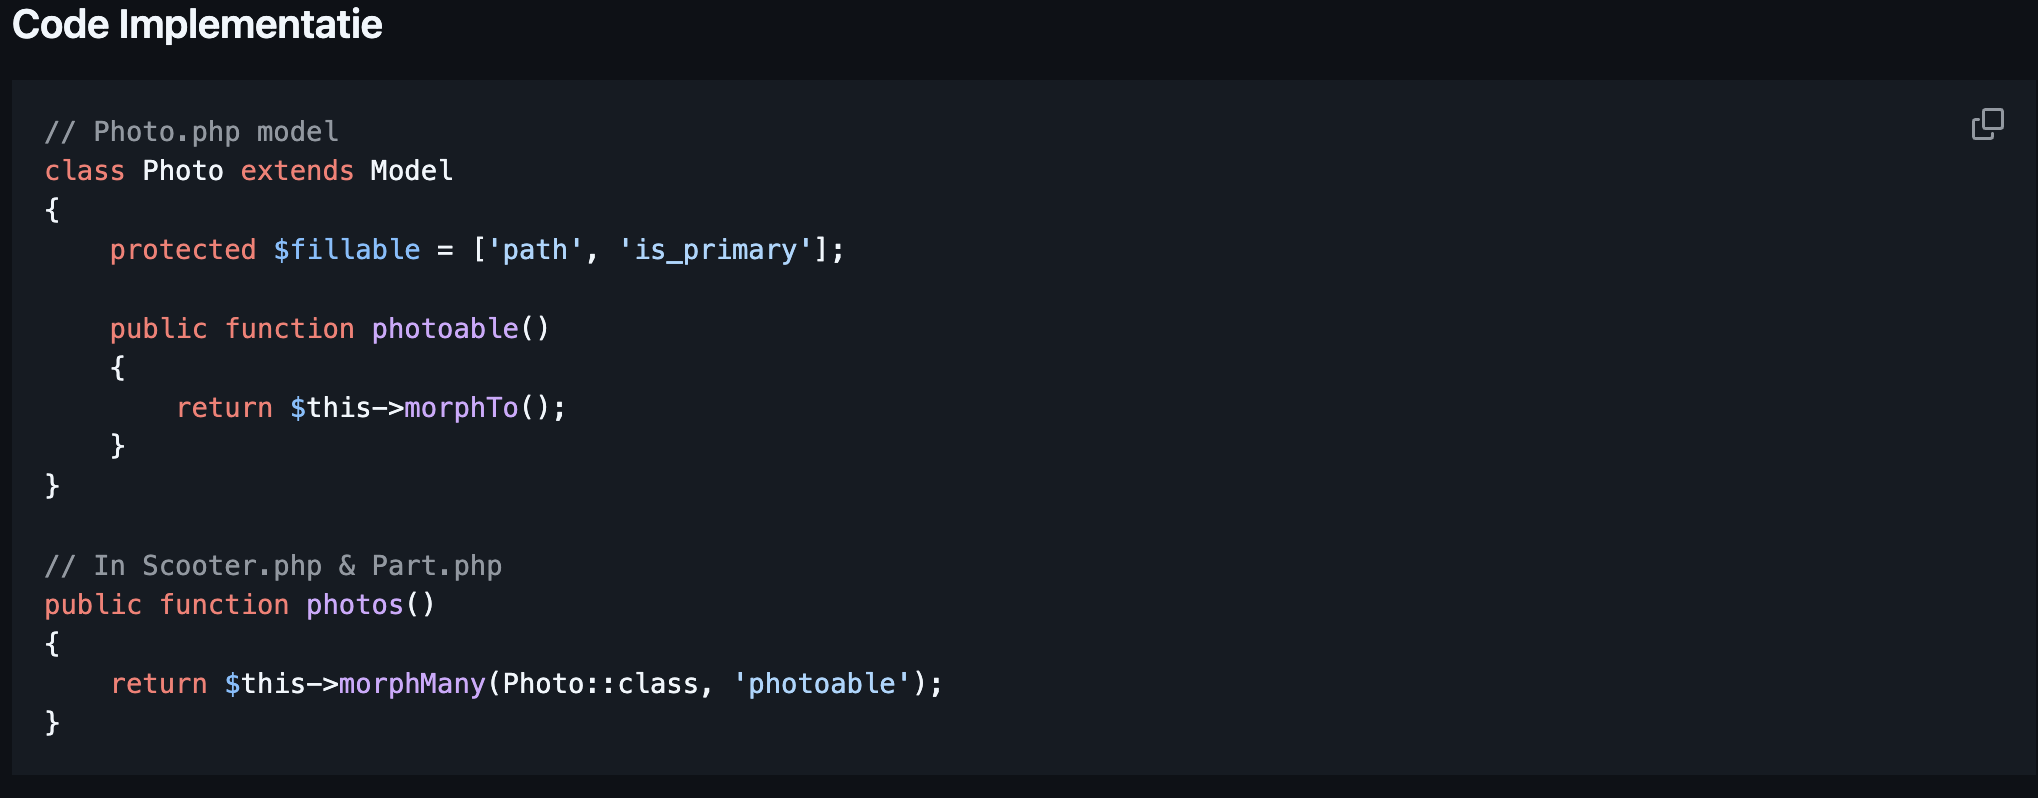 Code Implementatie
// Photo.php model
class Photo extends Model
{
    protected $fillable = ['path', 'is_primary'];
    public function photoable()
    {
        return $this->morphTo();
    }
}
// In Scooter.php & Part.php
public function photos()
{
    return $this->morphMany(Photo::class, 'photoable');
}